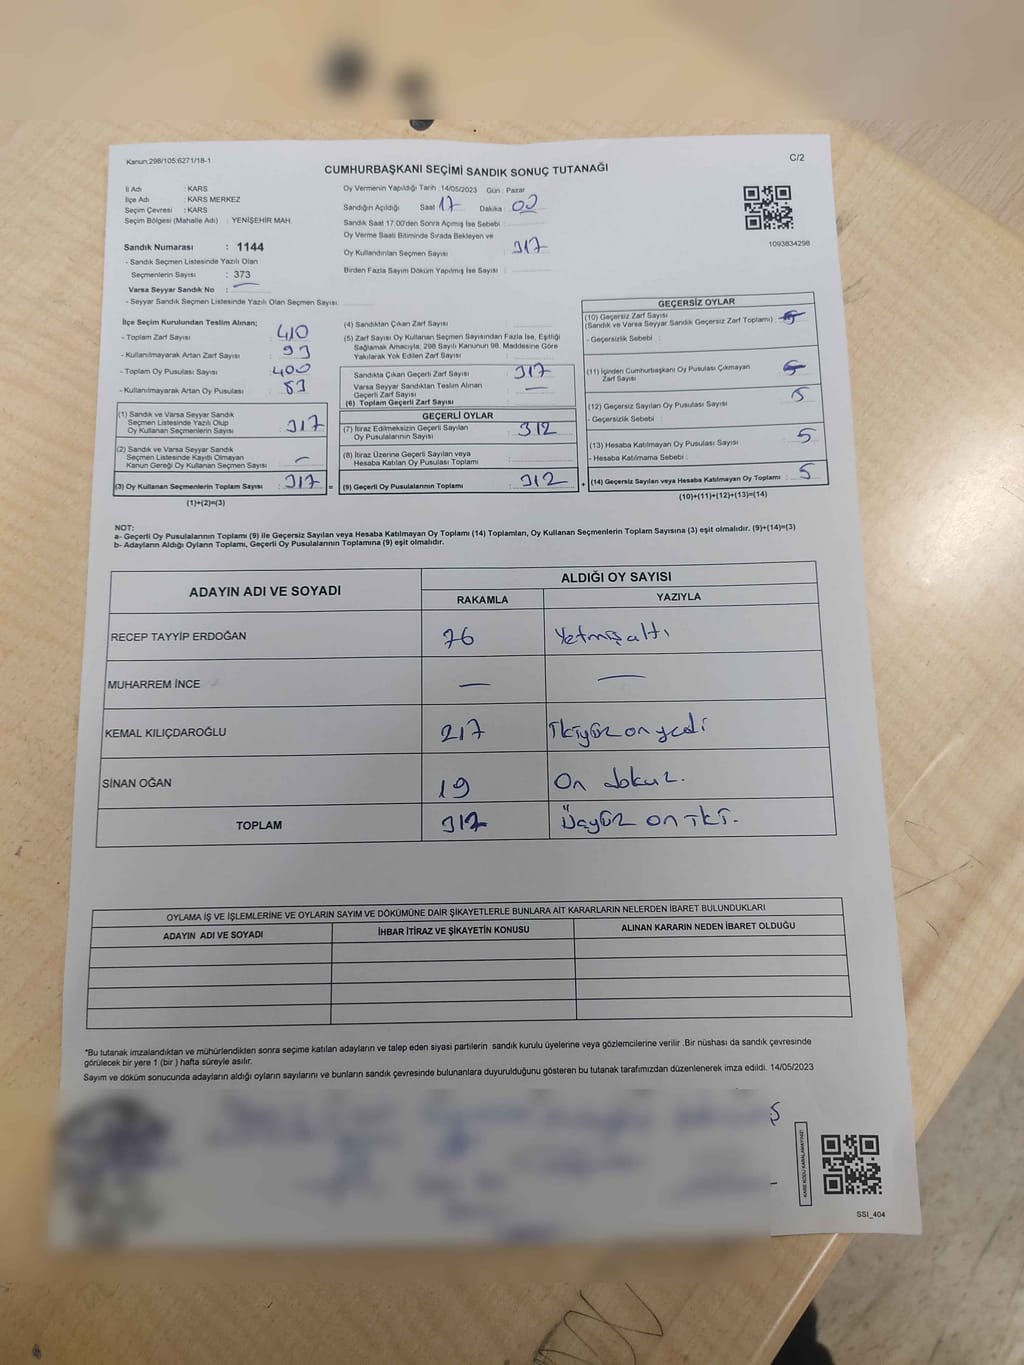 Kanun,298/105;6271/18-1
C/2
CUMHURBAŞKANI SEÇİMİ SANDIK SONUÇ TUTANAĞI
İl Adı : KARS
İlçe Adı : KARS MERKEZ
Seçim Çevresi : KARS
Seçim Bölgesi (Mahalle Adı) : YENİŞEHİR MAH.
Sandık Numarası : 1144
- Sandık Seçmen Listesinde Yazılı Olan
Seçmenlerin Sayısı : 373
Varsa Seyyar Sandık No :
- Seyyar Sandık Seçmen Listesinde Yazılı Olan Seçmen Sayısı:
Oy Vermenin Yapıldığı Tarih :14/05/2023 Gün : Pazar
Sandığın Açıldığı Saat 17 Dakika 00
Sandık Saat 17:00'den Sonra Açımış İse Sebebi :
Oy Verme Saati Bitiminde Sırada Bekleyen ve
Oy Kullandırılan Seçmen Sayısı : 317
Birden Fazla Sayım Döküm Yapılmış İse Sayısı :
1093834298
İlçe Seçim Kurulundan Teslim Alınan;
- Toplam Zarf Sayısı : 410
- Kullanılmayarak Artan Zarf Sayısı : 93
- Toplam Oy Pusulası Sayısı : 400
- Kullanılmayarak Artan Oy Pusulası : 83
(1) Sandık ve Varsa Seyyar Sandık
Seçmen Listesinde Yazılı Olup
Oy Kullanan Seçmenlerin Sayısı : 317
(2) Sandık ve Varsa Seyyar Sandık
Seçmen Listesinde Kayıtlı Olmayan
Kanun Gereği Oy Kullanan Seçmen Sayısı : —
(3) Oy Kullanan Seçmenlerin Toplam Sayısı : 317 =
(1)+(2)=(3)
(4) Sandıktan Çıkan Zarf Sayısı :
(5) Zarf Sayısı Oy Kullanan Seçmen Sayısından Fazla İse, Eşitliği
Sağlamak Amacıyla; 298 Sayılı Kanunun 98. Maddesine Göre
Yakılarak Yok Edilen Zarf Sayısı :
Sandıkta Çıkan Geçerli Zarf Sayısı : 317
Varsa Seyyar Sandıktan Teslim Alınan
Geçerli Zarf Sayısı : —
(6) Toplam Geçerli Zarf Sayısı :
GEÇERLİ OYLAR
(7) İtiraz Edilmeksizin Geçerli Sayılan
Oy Pusulalarının Sayısı : 312
(8) İtiraz Üzerine Geçerli Sayılan veya
Hesaba Katılan Oy Pusulası Toplamı :
(9) Geçerli Oy Pusulalarının Toplamı : 312 +
GEÇERSİZ OYLAR
(10) Geçersiz Zarf Sayısı
(Sandık ve Varsa Seyyar Sandık Geçersiz Zarf Toplamı) :
- Geçersizlik Sebebi :
(11) İçinden Cumhurbaşkanı Oy Pusulası Çıkmayan
Zarf Sayısı :
(12) Geçersiz Sayılan Oy Pusulası Sayısı : 5
- Geçersizlik Sebebi :
(13) Hesaba Katılmayan Oy Pusulası Sayısı : 5
- Hesaba Katılmama Sebebi :
(14) Geçersiz Sayılan veya Hesaba Katılmayan Oy Toplamı : 5
(10)+(11)+(12)+(13)=(14)
NOT:
a- Geçerli Oy Pusulalarının Toplamı (9) ile Geçersiz Sayılan veya Hesaba Katılmayan Oy Toplamı (14) Toplamları, Oy Kullanan Seçmenlerin Toplam Sayısına (3) eşit olmalıdır. (9)+(14)=(3)
b- Adayların Aldığı Oyların Toplamı, Geçerli Oy Pusulalarının Toplamına (9) eşit olmalıdır.
ADAYIN ADI VE SOYADI ALDIĞI OY SAYISI
RAKAMLA YAZIYLA
RECEP TAYYİP ERDOĞAN 76 Yetmiş altı
MUHARREM İNCE — —
KEMAL KILIÇDAROĞLU 217 İkiyüz on yedi
SİNAN OĞAN 19 On dokuz.
TOPLAM 312 Üçyüz on iki.
OYLAMA İŞ VE İŞLEMLERİNE VE OYLARIN SAYIM VE DÖKÜMÜNE DAİR ŞİKAYETLERLE BUNLARA AİT KARARLARIN NELERDEN İBARET BULUNDUKLARI
ADAYIN ADI VE SOYADI İHBAR İTİRAZ VE ŞİKAYETİN KONUSU ALINAN KARARIN NEDEN İBARET OLDUĞU
*Bu tutanak imzalandıktan ve mühürlendikten sonra seçime katılan adayların ve talep eden siyasi partilerin sandık kurulu üyelerine veya gözlemcilerine verilir .Bir nüshası da sandık çevresinde
görülecek bir yere 1 (bir ) hafta süreyle asılır.
Sayım ve döküm sonucunda adayların aldığı oyların sayılarını ve bunların sandık çevresinde bulunanlara duyurulduğunu gösteren bu tutanak tarafımızdan düzenlenerek imza edildi. 14/05/2023
KARE KODU KARALAMAYINIZ!
SSI_404